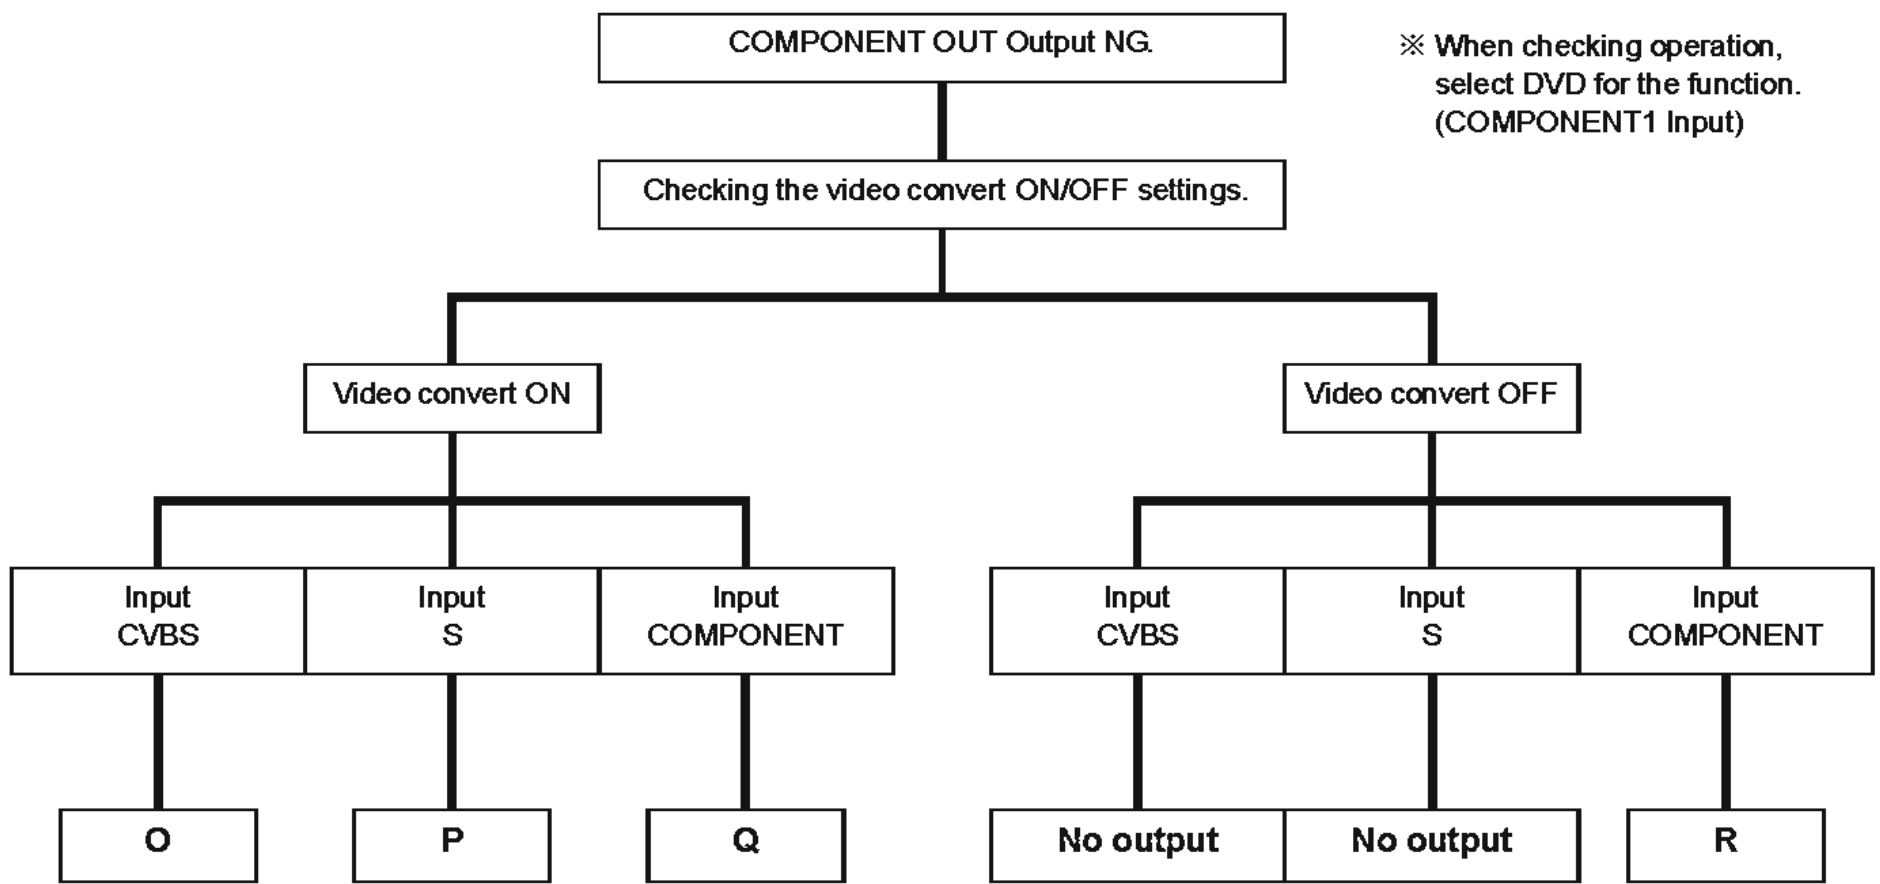 COMPONENT OUT Output NG.
※ When checking operation,
select DVD for the function.
(COMPONENT1 Input)
Checking the video convert ON/OFF settings.
Video convert ON
Video convert OFF
Input
CVBS
Input
S
Input
COMPONENT
Input
CVBS
Input
S
Input
COMPONENT
O
P
Q
No output
No output
R